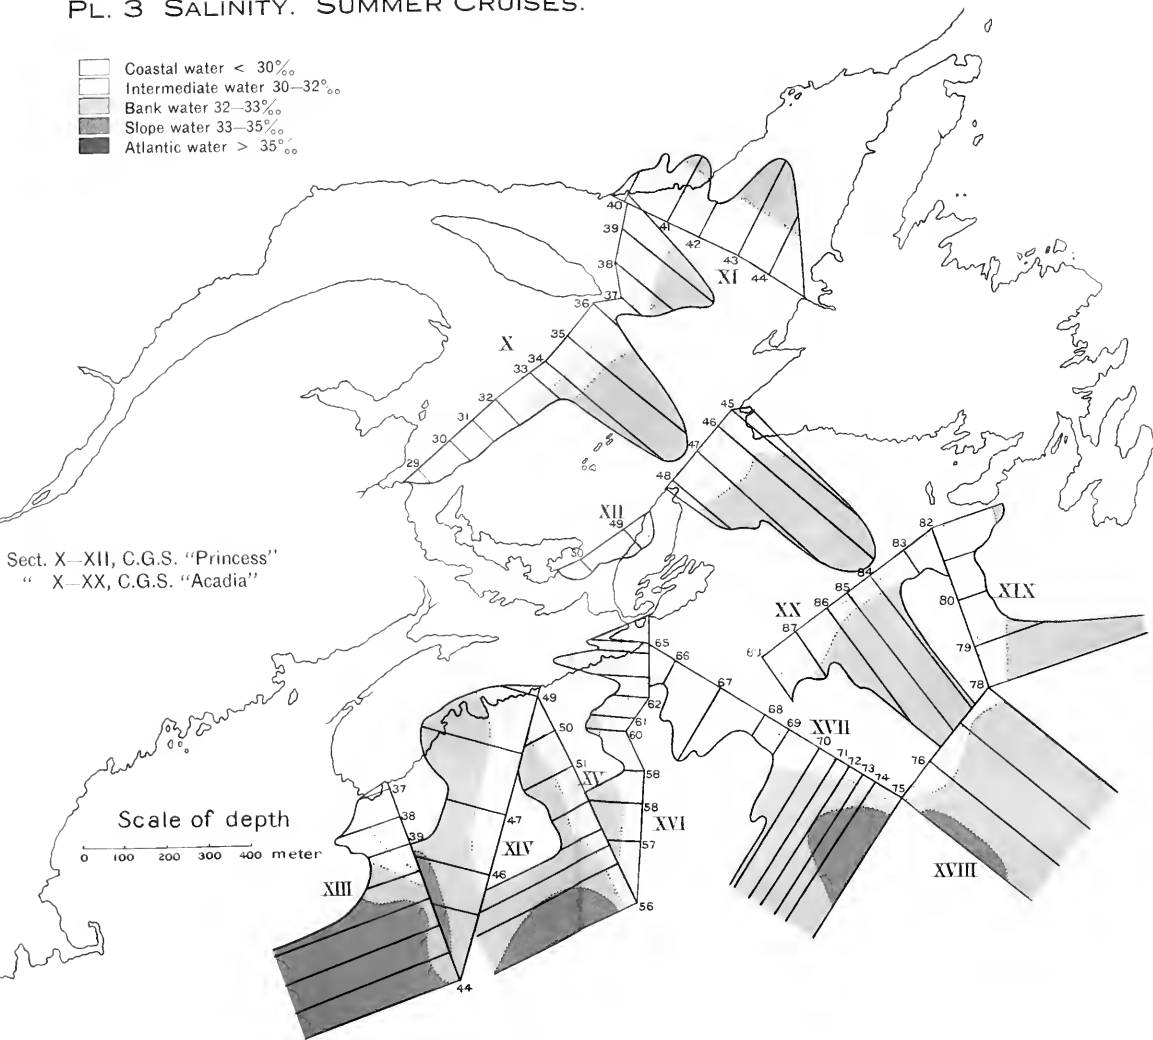 PL. 3 SALINITY. SUMMER CRUISES.
Coastal water < 30‰
Intermediate water 30—32‰
Bank water 32—33‰
Slope water 33—35‰
Atlantic water > 35‰
40
39
41
42
38
43
44
XI
37
36
35
X
34
33
32
31
30
29
45
46
47
48
XII
49
50
Sect. X—XII, C.G.S. "Princess"
" X—XX, C.G.S. "Acadia"
82
83
84
85
86
87
XX
80
XIX
79
78
65
66
67
62
61
60
68
69
XVII
70
71
72
73
74
75
76
49
50
51
XV
58
58
XVI
57
56
37
38
39
47
XIV
46
XIII
44
XVIII
Scale of depth
0 100 200 300 400 meter